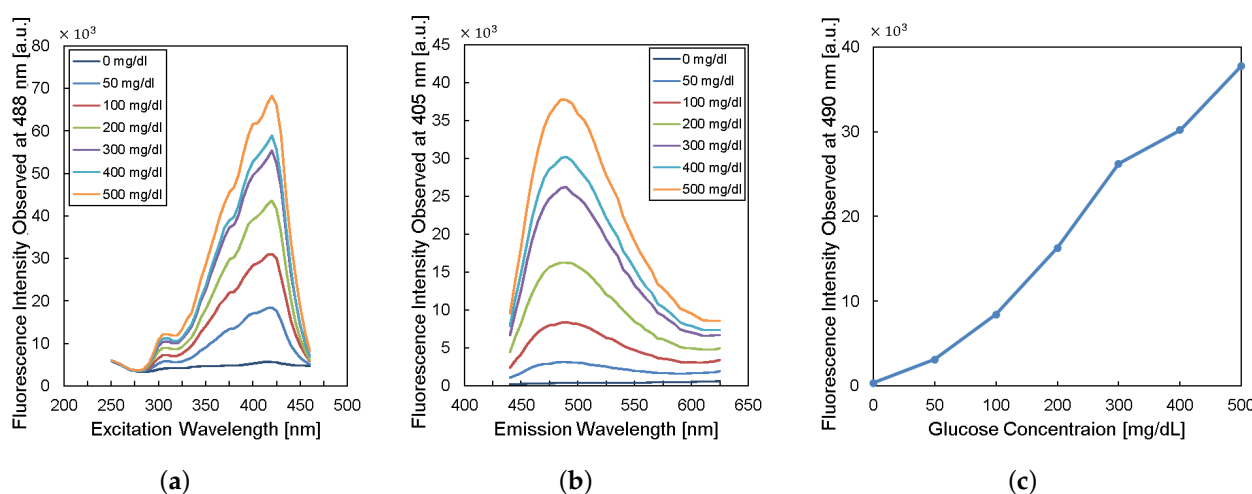 Fluorescence Intensity Observed at 488 nm [a.u.]
× 10³
80
70
60
50
40
30
20
10
0
0 mg/dl
50 mg/dl
100 mg/dl
200 mg/dl
300 mg/dl
400 mg/dl
500 mg/dl
200 250 300 350 400 450 500
Excitation Wavelength [nm]
(a)
Fluorescence Intensity Observed at 405 nm [a.u.]
×10³
45
40
35
30
25
20
15
10
5
0
0 mg/dl
50 mg/dl
100 mg/dl
200 mg/dl
300 mg/dl
400 mg/dl
500 mg/dl
400 450 500 550 600 650
Emission Wavelength [nm]
(b)
Fluorescence Intensity Observed at 490 nm [a.u.]
×10³
40
30
20
10
0
0 50 100 200 300 400 500
Glucose Concentraion [mg/dL]
(c)